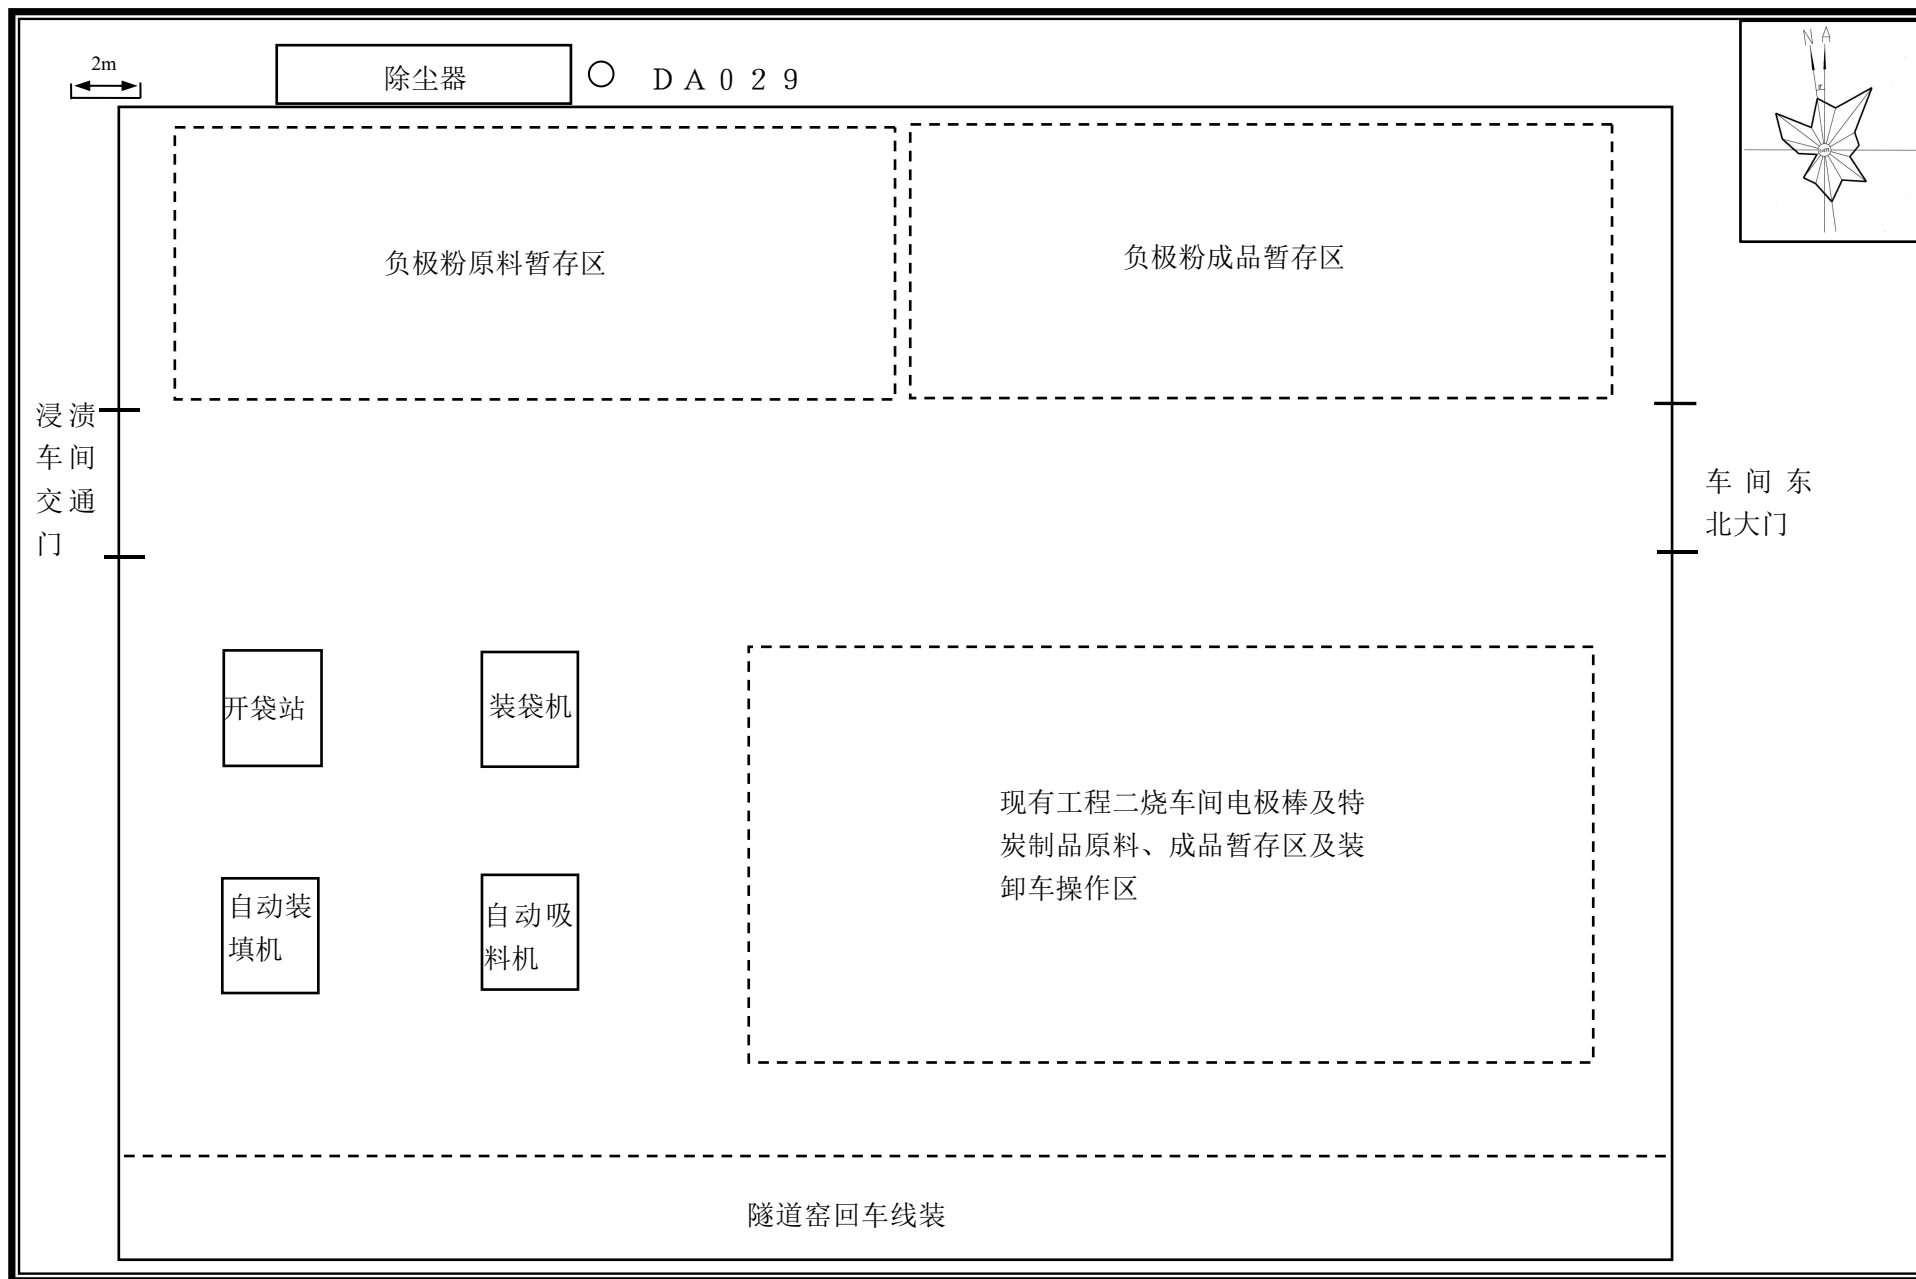 2m
除尘器
DA029
N A
负极粉原料暂存区
负极粉成品暂存区
浸渍
车间
交通
门
车间东
北大门
开袋站
装袋机
现有工程二烧车间电极棒及特
炭制品原料、成品暂存区及装
卸车操作区
自动装
填机
自动吸
料机
隧道窑回车线装